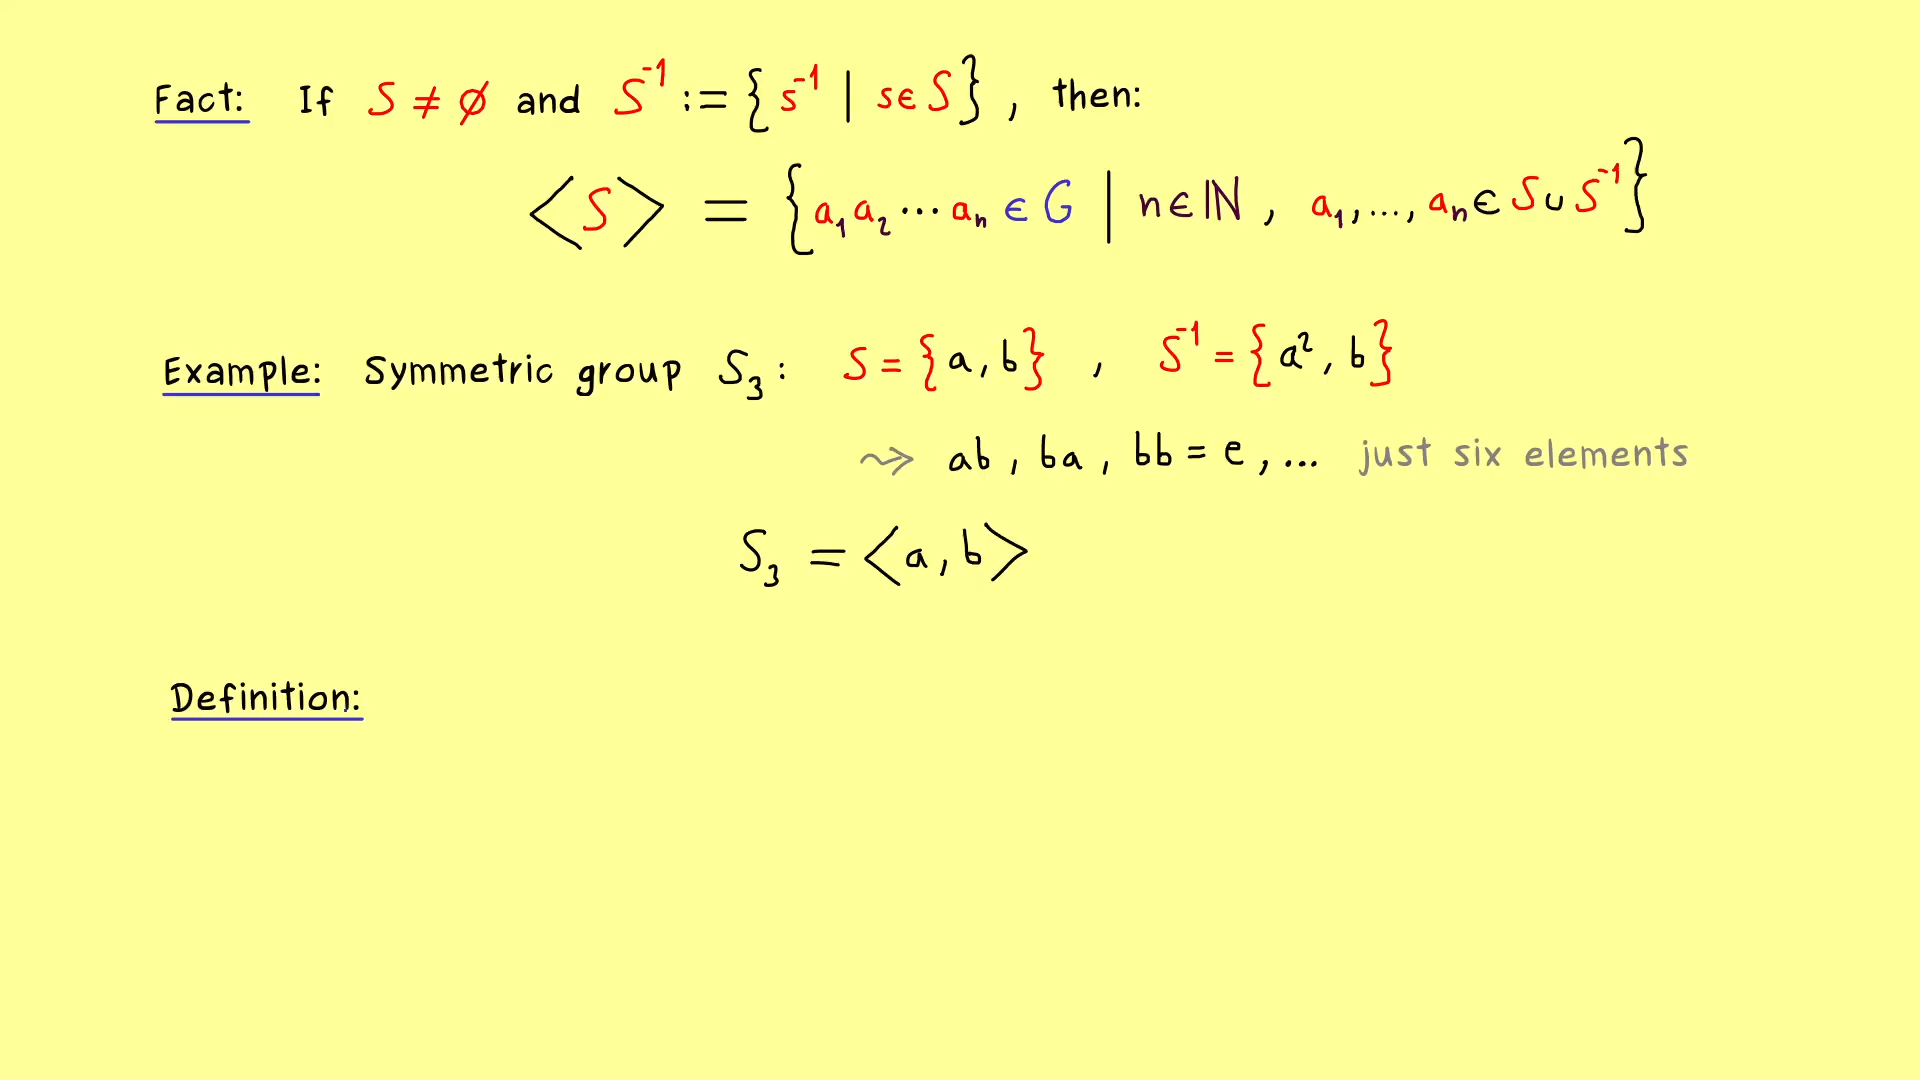 Fact: If S ≠ ∅ and S⁻¹ := {s⁻¹ | s∈S} , then:
<S> = {a₁a₂⋯aₙ ∈ G | n∈ℕ , a₁,…,aₙ ∈ S∪S⁻¹}
Example: Symmetric group S₃: S = {a,b} , S⁻¹ = {a²,b}
⇝ ab , ba , bb = e ,… just six elements
S₃ = <a,b>
Definition: